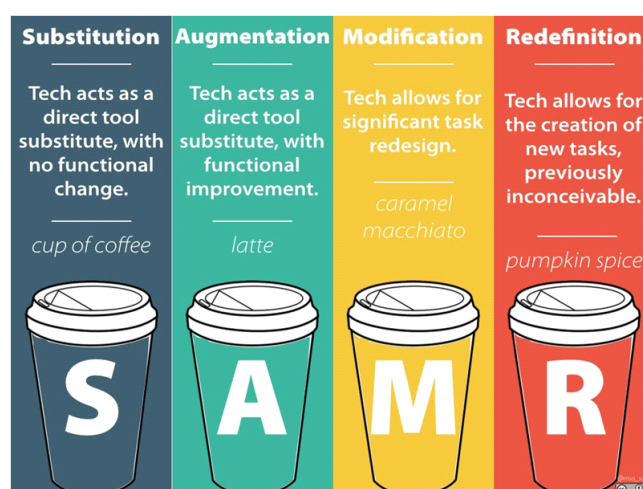 Substitution
Tech acts as a
direct tool
substitute, with
no functional
change.
cup of coffee
S
Augmentation
Tech acts as a
direct tool
substitute, with
functional
improvement.
latte
A
Modification
Tech allows for
significant task
redesign.
caramel
macchiato
M
Redefinition
Tech allows for
the creation of
new tasks,
previously
inconceivable.
pumpkin spice
R